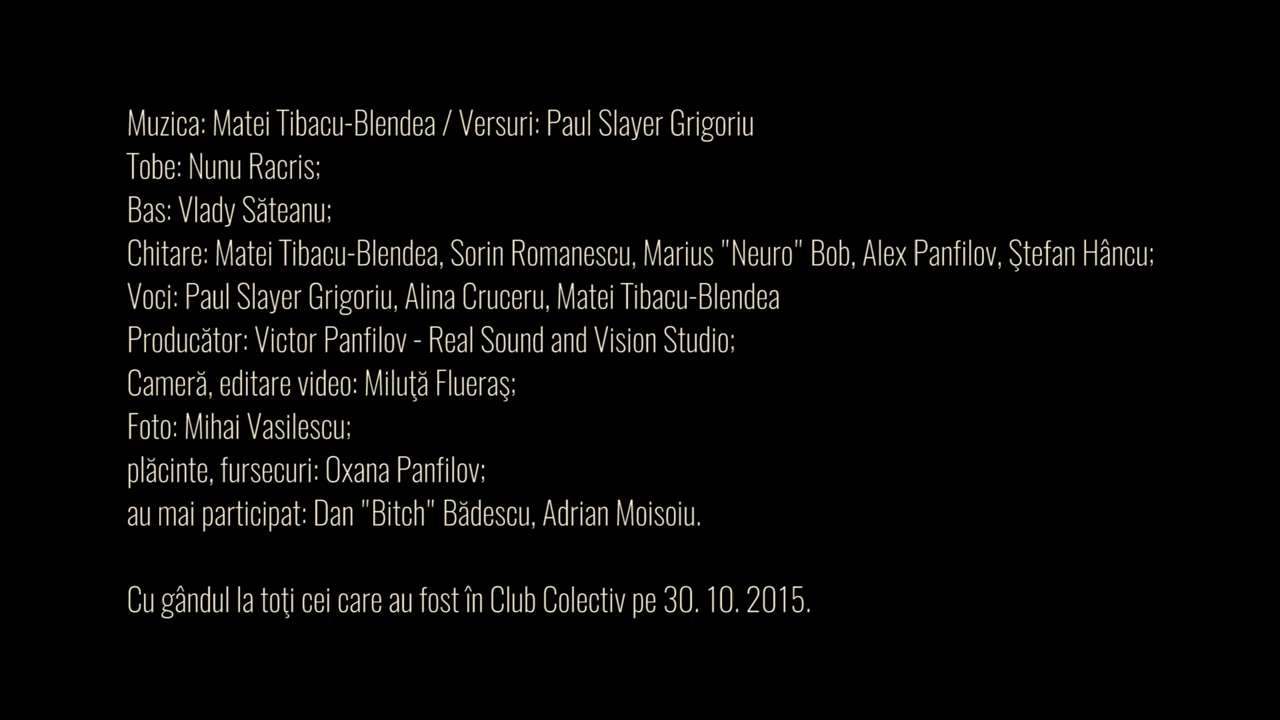 Muzica: Matei Tibacu-Blendea / Versuri: Paul Slayer Grigoriu
Tobe: Nunu Racris;
Bas: Vlady Săteanu;
Chitare: Matei Tibacu-Blendea, Sorin Romanescu, Marius "Neuro" Bob, Alex Panfilov, Ştefan Hâncu;
Voci: Paul Slayer Grigoriu, Alina Cruceru, Matei Tibacu-Blendea
Producător: Victor Panfilov - Real Sound and Vision Studio;
Cameră, editare video: Miluţă Flueraş;
Foto: Mihai Vasilescu;
plăcinte, fursecuri: Oxana Panfilov;
au mai participat: Dan "Bitch" Bădescu, Adrian Moisoiu.
Cu gândul la toţi cei care au fost în Club Colectiv pe 30. 10. 2015.